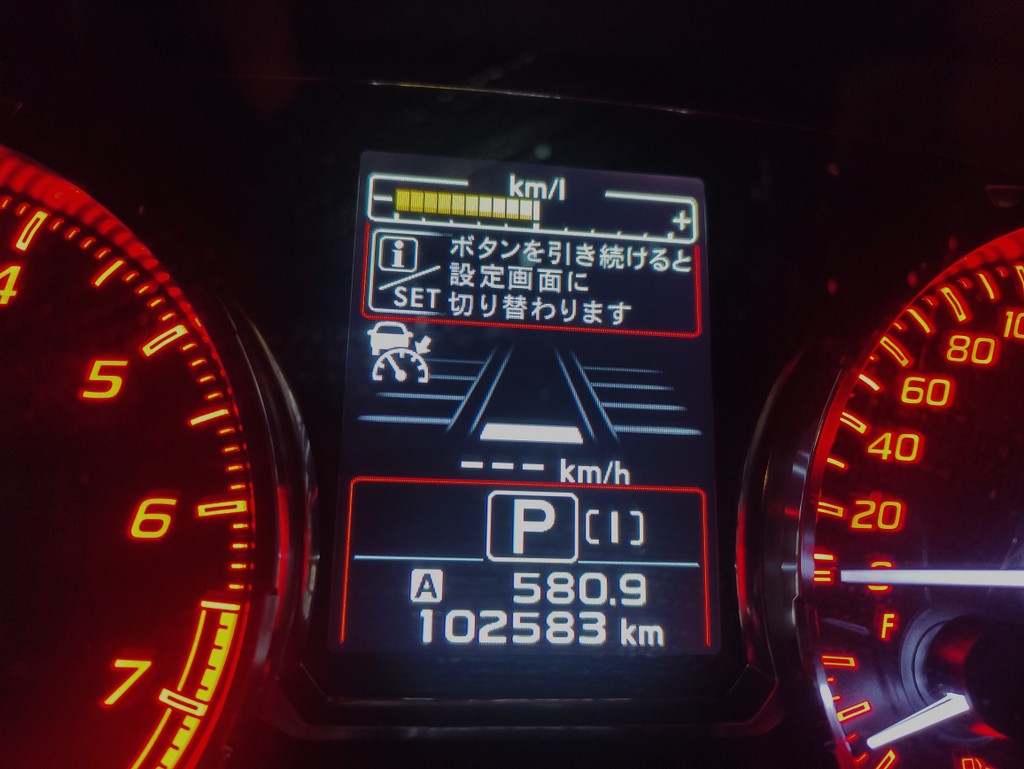 km/l
− +
i
ボタンを引き続けると
設定画面に
SET 切り替わります
--- km/h
P [I]
A 580.9
102583 km
4
5
6
7
80
60
40
20
F